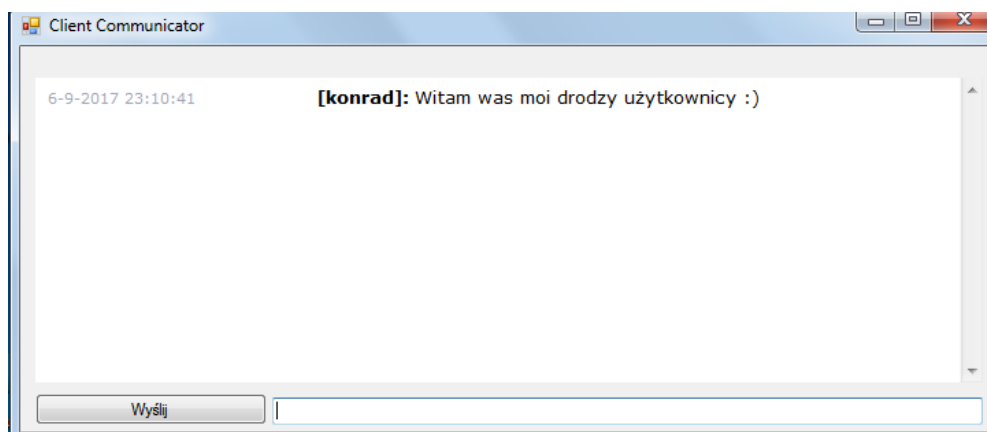 Client Communicator
6-9-2017 23:10:41 [konrad]: Witam was moi drodzy użytkownicy :)
Wyślij